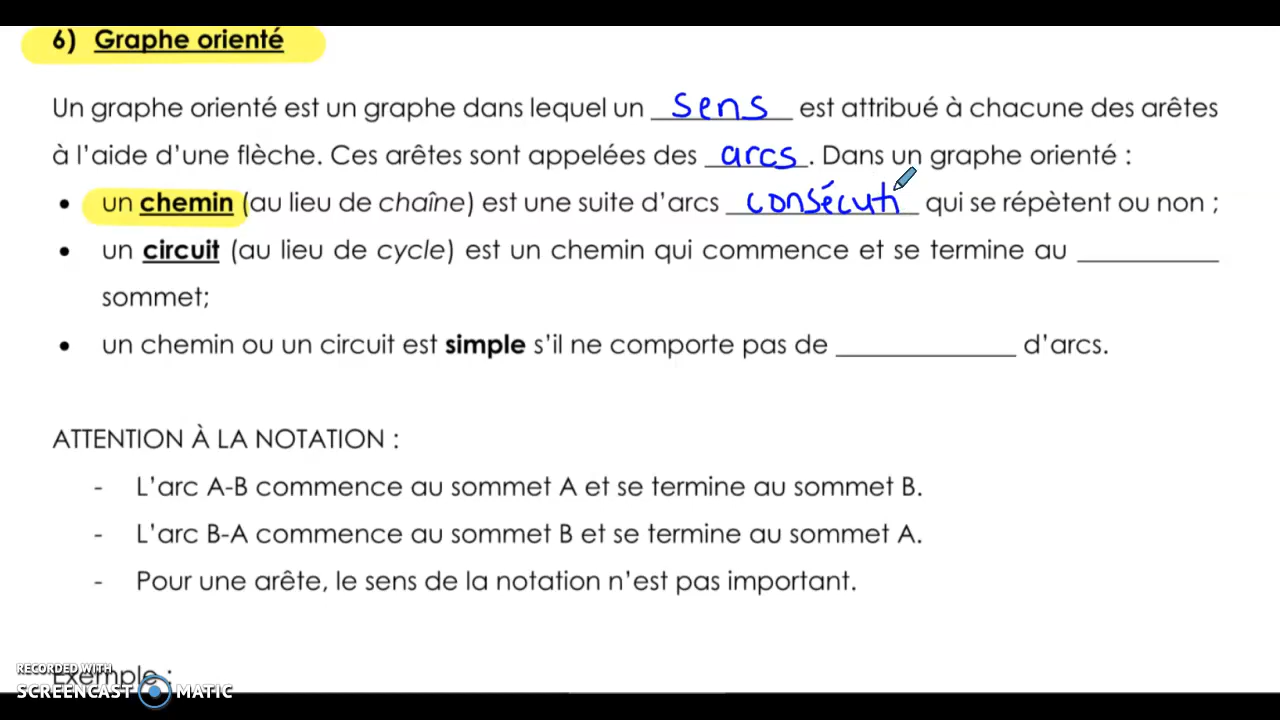 6) Graphe orienté
Un graphe orienté est un graphe dans lequel un sens est attribué à chacune des arêtes
à l'aide d'une flèche. Ces arêtes sont appelées des arcs. Dans un graphe orienté :
• un chemin (au lieu de chaîne) est une suite d'arcs consécuti qui se répètent ou non ;
• un circuit (au lieu de cycle) est un chemin qui commence et se termine au __________
sommet;
• un chemin ou un circuit est simple s'il ne comporte pas de _____________ d'arcs.
ATTENTION À LA NOTATION :
- L'arc A-B commence au sommet A et se termine au sommet B.
- L'arc B-A commence au sommet B et se termine au sommet A.
- Pour une arête, le sens de la notation n'est pas important.
Exemple :
RECORDED WITH
SCREENCAST MATIC